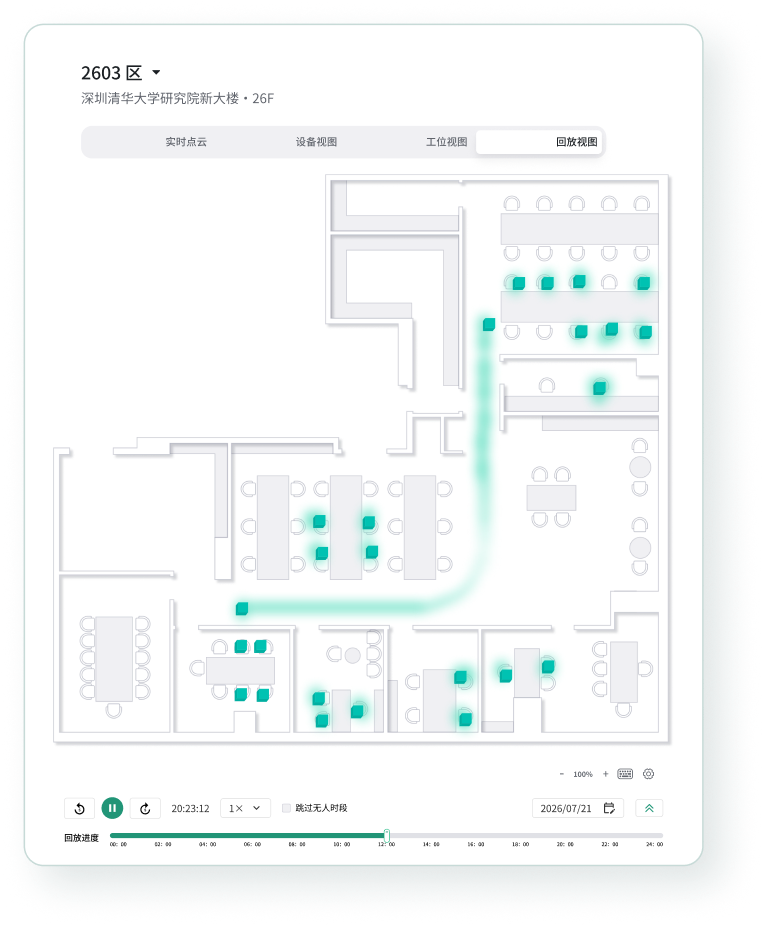 2603 区
深圳清华大学研究院新大楼・26F
实时点云 设备视图 工位视图 回放视图
- 100% +
20:23:12 1× 跳过无人时段 2026/07/21
回放进度
00: 00 02: 00 04: 00 06: 00 08: 00 10: 00 12: 00 14: 00 16: 00 18: 00 20: 00 22: 00 24: 00